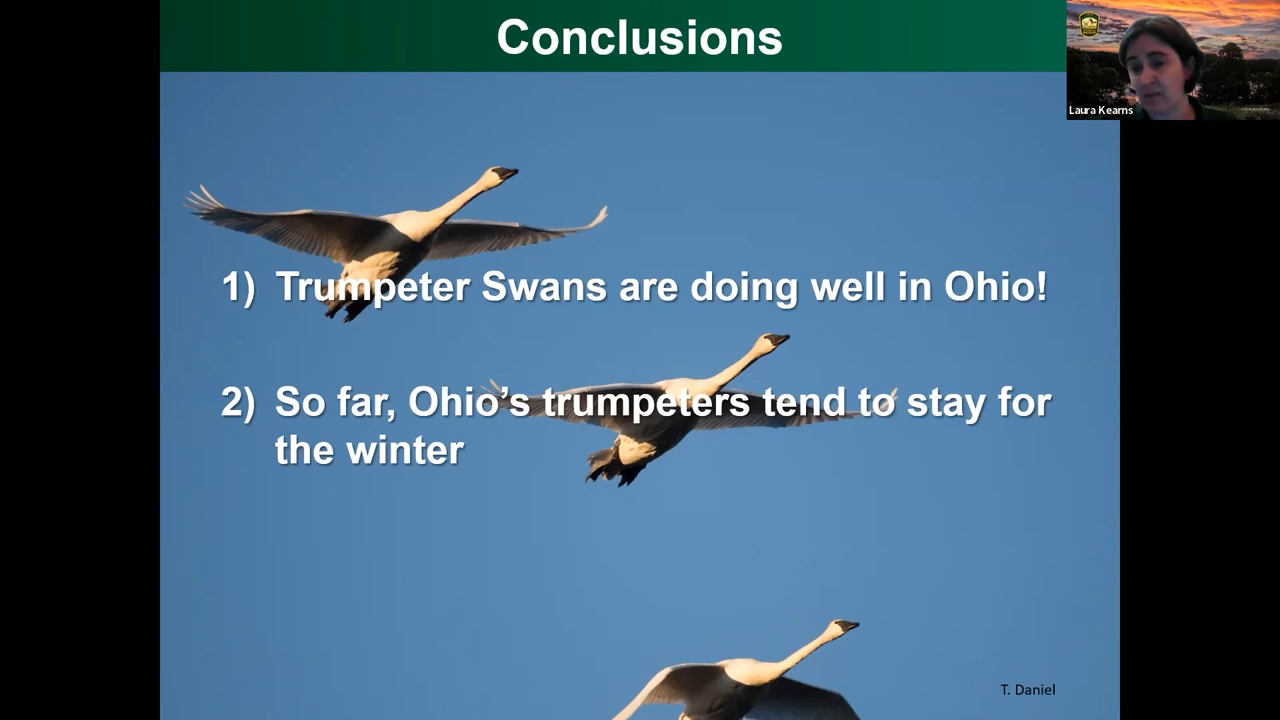 Conclusions
Laura Kearns
1) Trumpeter Swans are doing well in Ohio!
2) So far, Ohio's trumpeters tend to stay for
the winter
T. Daniel